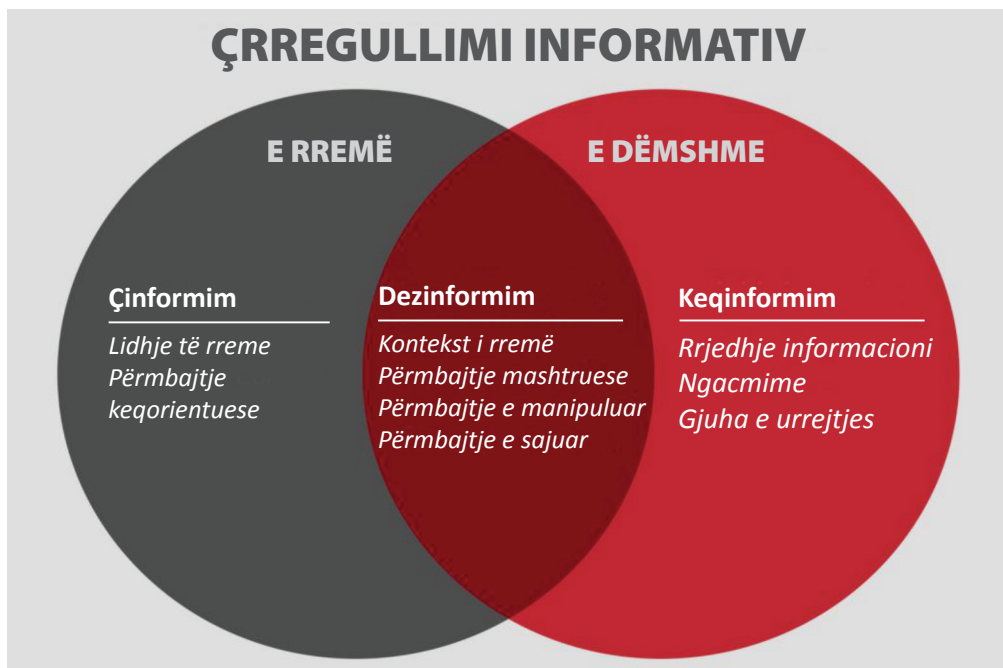 ÇRREGULLIMI INFORMATIV
E RREMË
E DËMSHME
Çinformim
Lidhje të rreme
Përmbajtje
keqorientuese
Dezinformim
Kontekst i rremë
Përmbajtje mashtruese
Përmbajtje e manipuluar
Përmbajtje e sajuar
Keqinformim
Rrjedhje informacioni
Ngacmime
Gjuha e urrejtjes